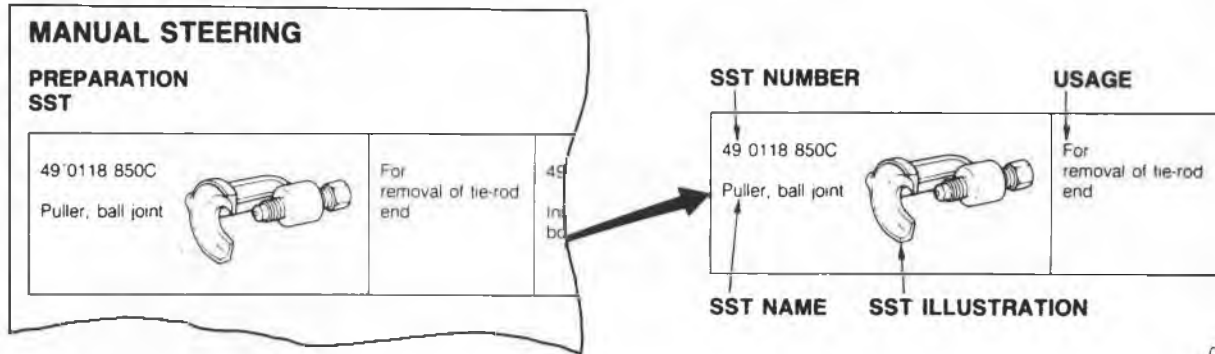 MANUAL STEERING
PREPARATION
SST
49 0118 850C
Puller, ball joint
For
removal of tie-rod
end
49
SST NUMBER
USAGE
49 0118 850C
Puller, ball joint
For
removal of tie-rod
end
SST NAME
SST ILLUSTRATION